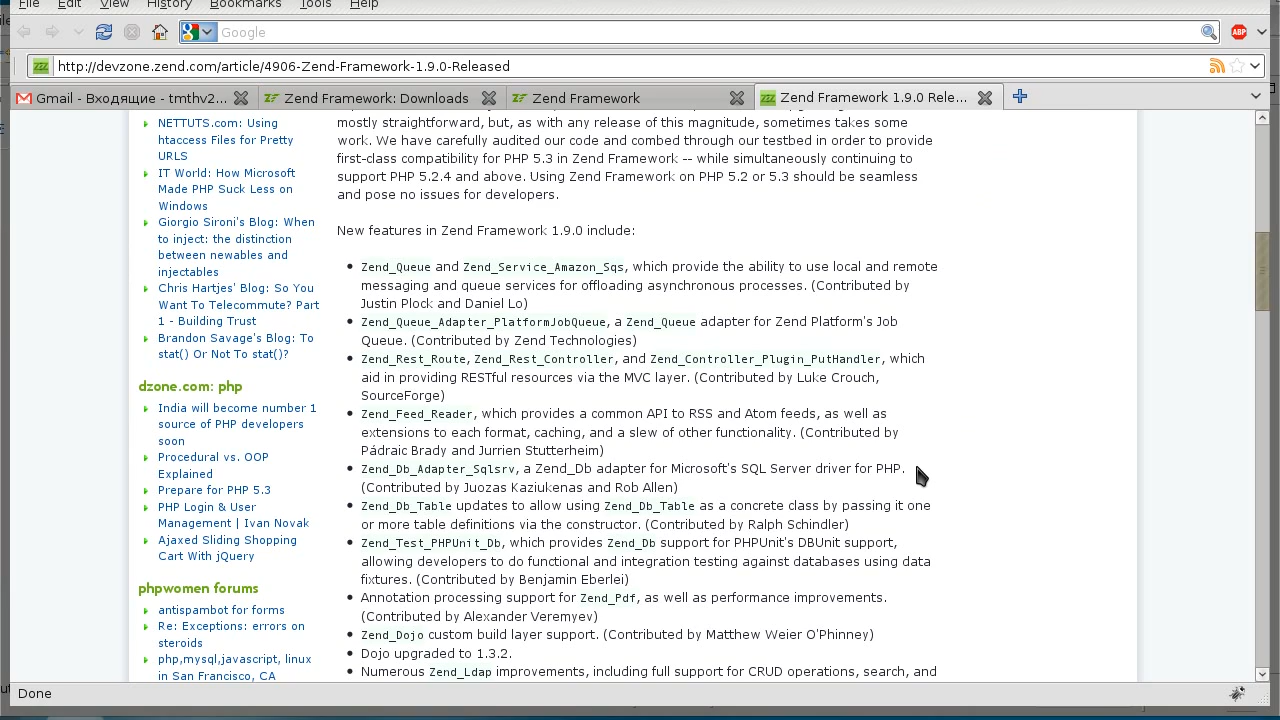 File Edit View History Bookmarks Tools Help
Google
ABP
http://devzone.zend.com/article/4906-Zend-Framework-1.9.0-Released
Gmail - Входящие - tmthv2... Zend Framework: Downloads Zend Framework Zend Framework 1.9.0 Rele...
NETTUTS.com: Using
htaccess Files for Pretty
URLS
IT World: How Microsoft
Made PHP Suck Less on
Windows
Giorgio Sironi's Blog: When
to inject: the distinction
between newables and
injectables
Chris Hartjes' Blog: So You
Want To Telecommute? Part
1 - Building Trust
Brandon Savage's Blog: To
stat() Or Not To stat()?
dzone.com: php
India will become number 1
source of PHP developers
soon
Procedural vs. OOP
Explained
Prepare for PHP 5.3
PHP Login & User
Management | Ivan Novak
Ajaxed Sliding Shopping
Cart With jQuery
phpwomen forums
antispambot for forms
Re: Exceptions: errors on
steroids
php,mysql,javascript, linux
in San Francisco, CA
mostly straightforward, but, as with any release of this magnitude, sometimes takes some
work. We have carefully audited our code and combed through our testbed in order to provide
first-class compatibility for PHP 5.3 in Zend Framework -- while simultaneously continuing to
support PHP 5.2.4 and above. Using Zend Framework on PHP 5.2 or 5.3 should be seamless
and pose no issues for developers.
New features in Zend Framework 1.9.0 include:
Zend_Queue and Zend_Service_Amazon_Sqs, which provide the ability to use local and remote
messaging and queue services for offloading asynchronous processes. (Contributed by
Justin Plock and Daniel Lo)
Zend_Queue_Adapter_PlatformJobQueue, a Zend_Queue adapter for Zend Platform's Job
Queue. (Contributed by Zend Technologies)
Zend_Rest_Route, Zend_Rest_Controller, and Zend_Controller_Plugin_PutHandler, which
aid in providing RESTful resources via the MVC layer. (Contributed by Luke Crouch,
SourceForge)
Zend_Feed_Reader, which provides a common API to RSS and Atom feeds, as well as
extensions to each format, caching, and a slew of other functionality. (Contributed by
Pádraic Brady and Jurrien Stutterheim)
Zend_Db_Adapter_Sqlsrv, a Zend_Db adapter for Microsoft's SQL Server driver for PHP.
(Contributed by Juozas Kaziukenas and Rob Allen)
Zend_Db_Table updates to allow using Zend_Db_Table as a concrete class by passing it one
or more table definitions via the constructor. (Contributed by Ralph Schindler)
Zend_Test_PHPUnit_Db, which provides Zend_Db support for PHPUnit's DBUnit support,
allowing developers to do functional and integration testing against databases using data
fixtures. (Contributed by Benjamin Eberlei)
Annotation processing support for Zend_Pdf, as well as performance improvements.
(Contributed by Alexander Veremyev)
Zend_Dojo custom build layer support. (Contributed by Matthew Weier O'Phinney)
Dojo upgraded to 1.3.2.
Numerous Zend_Ldap improvements, including full support for CRUD operations, search, and
Done